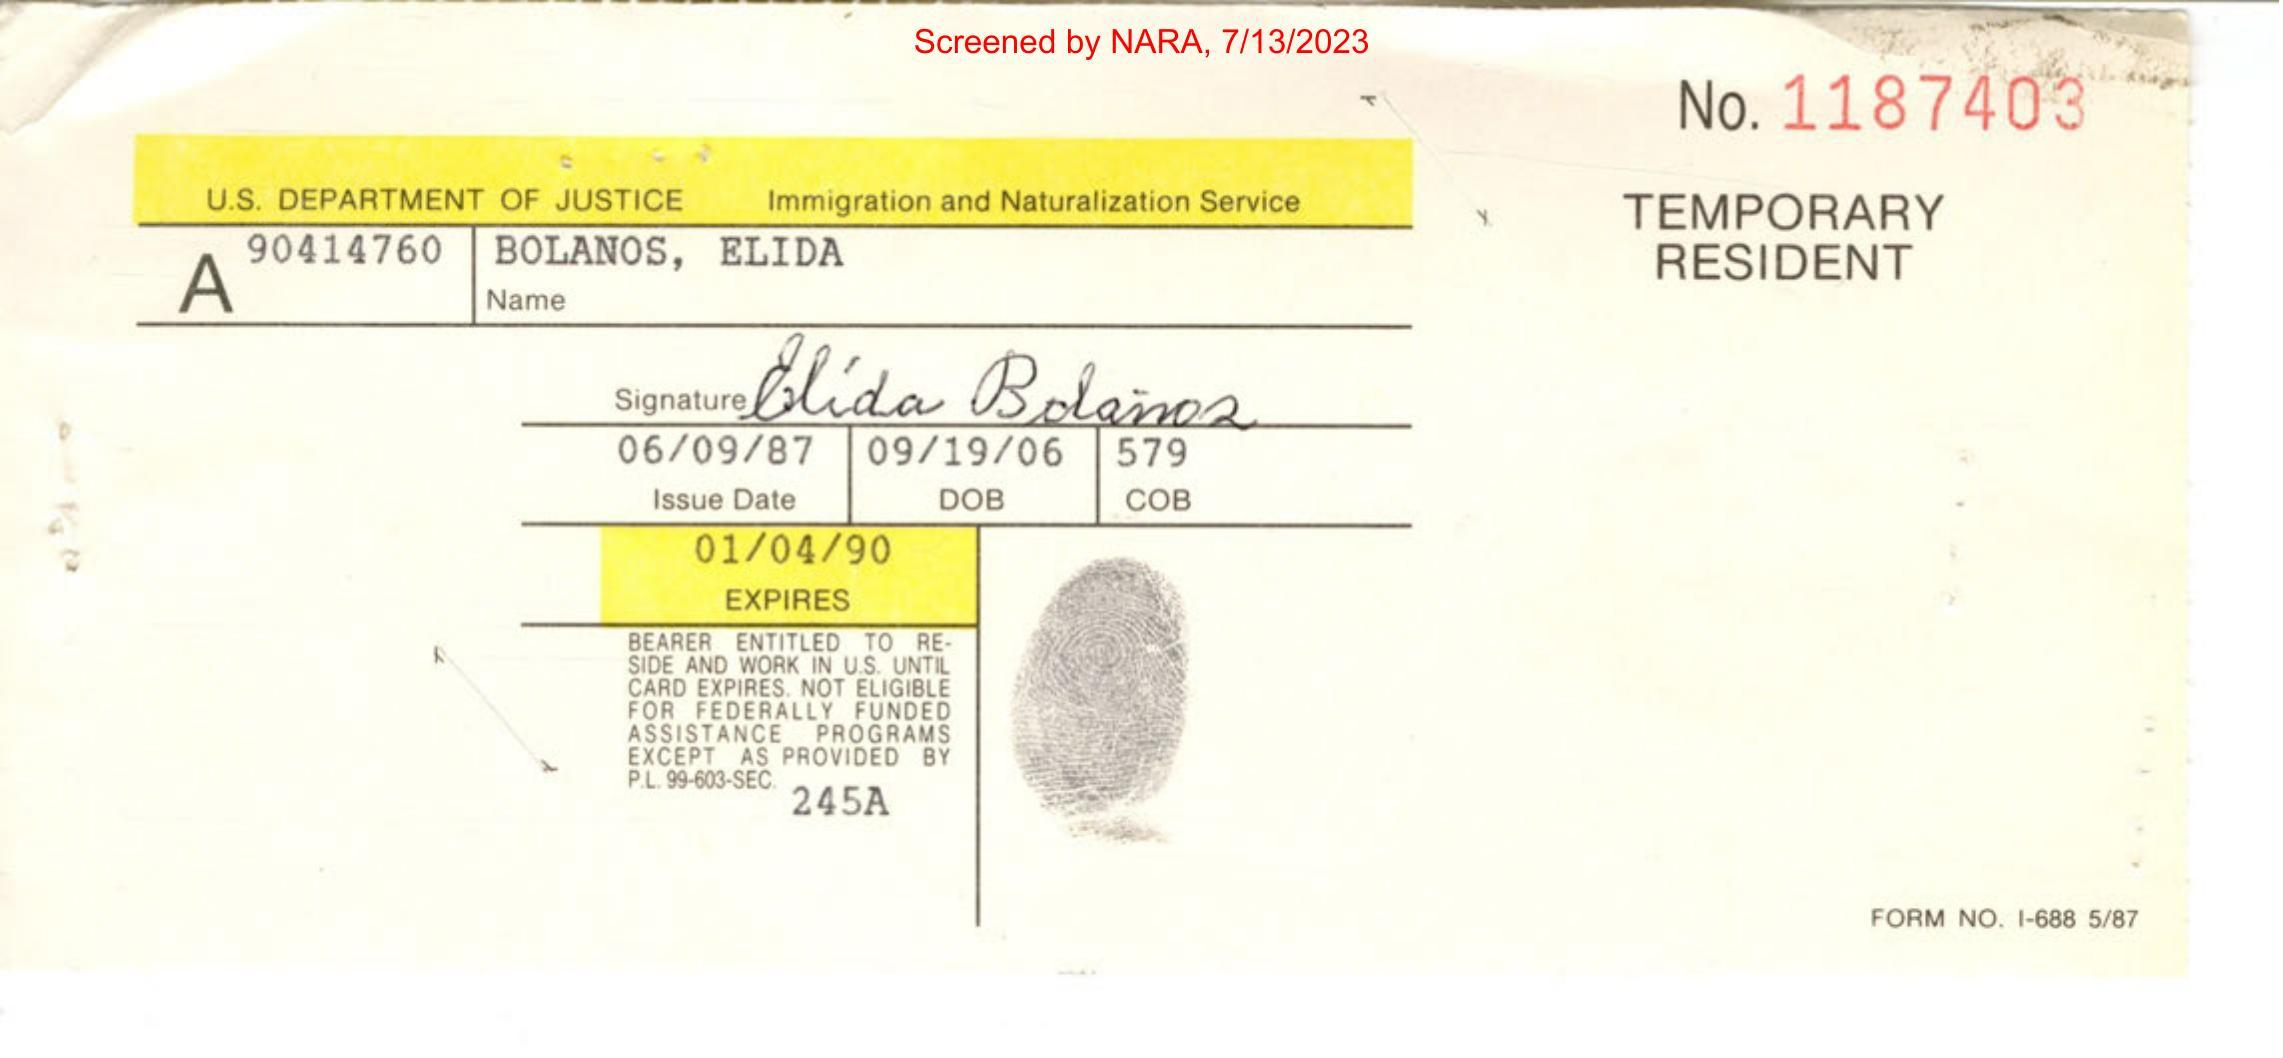 Screened by NARA, 7/13/2023
No. 1187403
U.S. DEPARTMENT OF JUSTICE Immigration and Naturalization Service
TEMPORARY
RESIDENT
A 90414760 BOLANOS, ELIDA
Name
Signature Elida Bolaños
06/09/87 09/19/06 579
Issue Date DOB COB
01/04/90
EXPIRES
BEARER ENTITLED TO RE-
SIDE AND WORK IN U.S. UNTIL
CARD EXPIRES. NOT ELIGIBLE
FOR FEDERALLY FUNDED
ASSISTANCE PROGRAMS
EXCEPT AS PROVIDED BY
P.L. 99-603-SEC.
245A
FORM NO. I-688 5/87